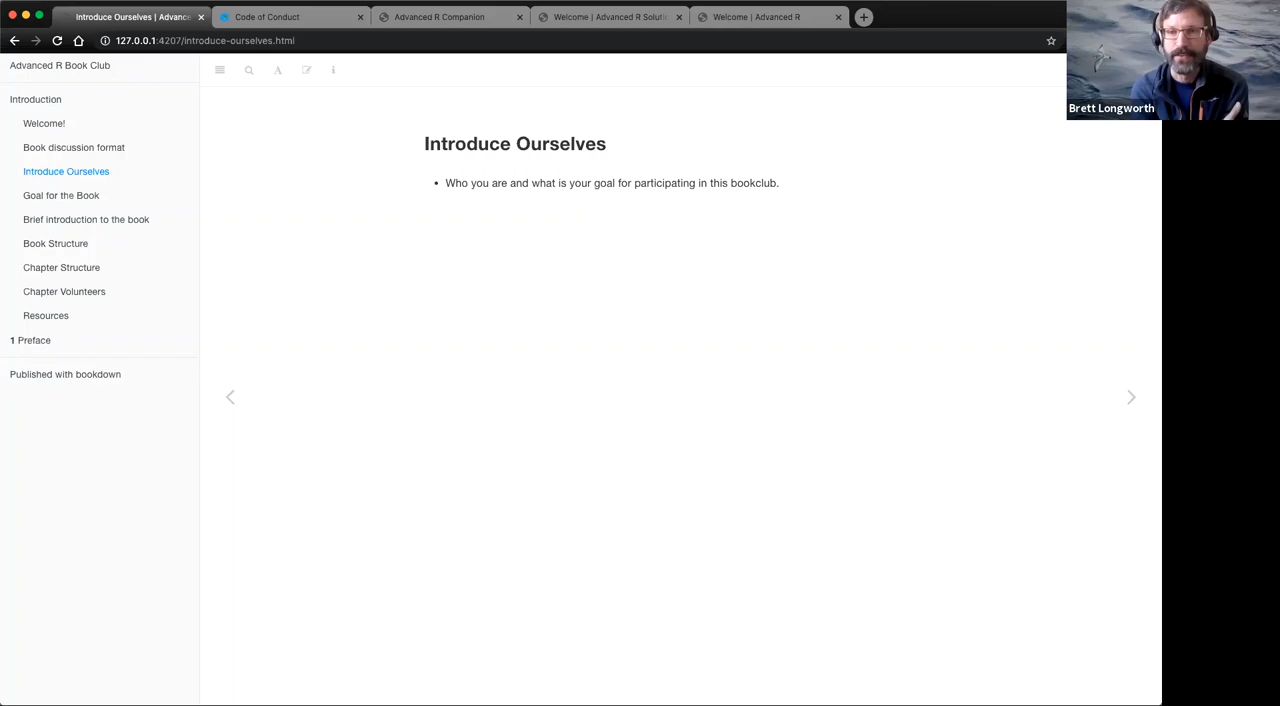 Introduce Ourselves | Advance
Code of Conduct
Advanced R Companion
Welcome | Advanced R Soluti
Welcome | Advanced R
127.0.0.1:4207/introduce-ourselves.html
Brett Longworth
Advanced R Book Club
Introduction
Welcome!
Book discussion format
Introduce Ourselves
Goal for the Book
Brief introduction to the book
Book Structure
Chapter Structure
Chapter Volunteers
Resources
1 Preface
Published with bookdown
Introduce Ourselves
• Who you are and what is your goal for participating in this bookclub.